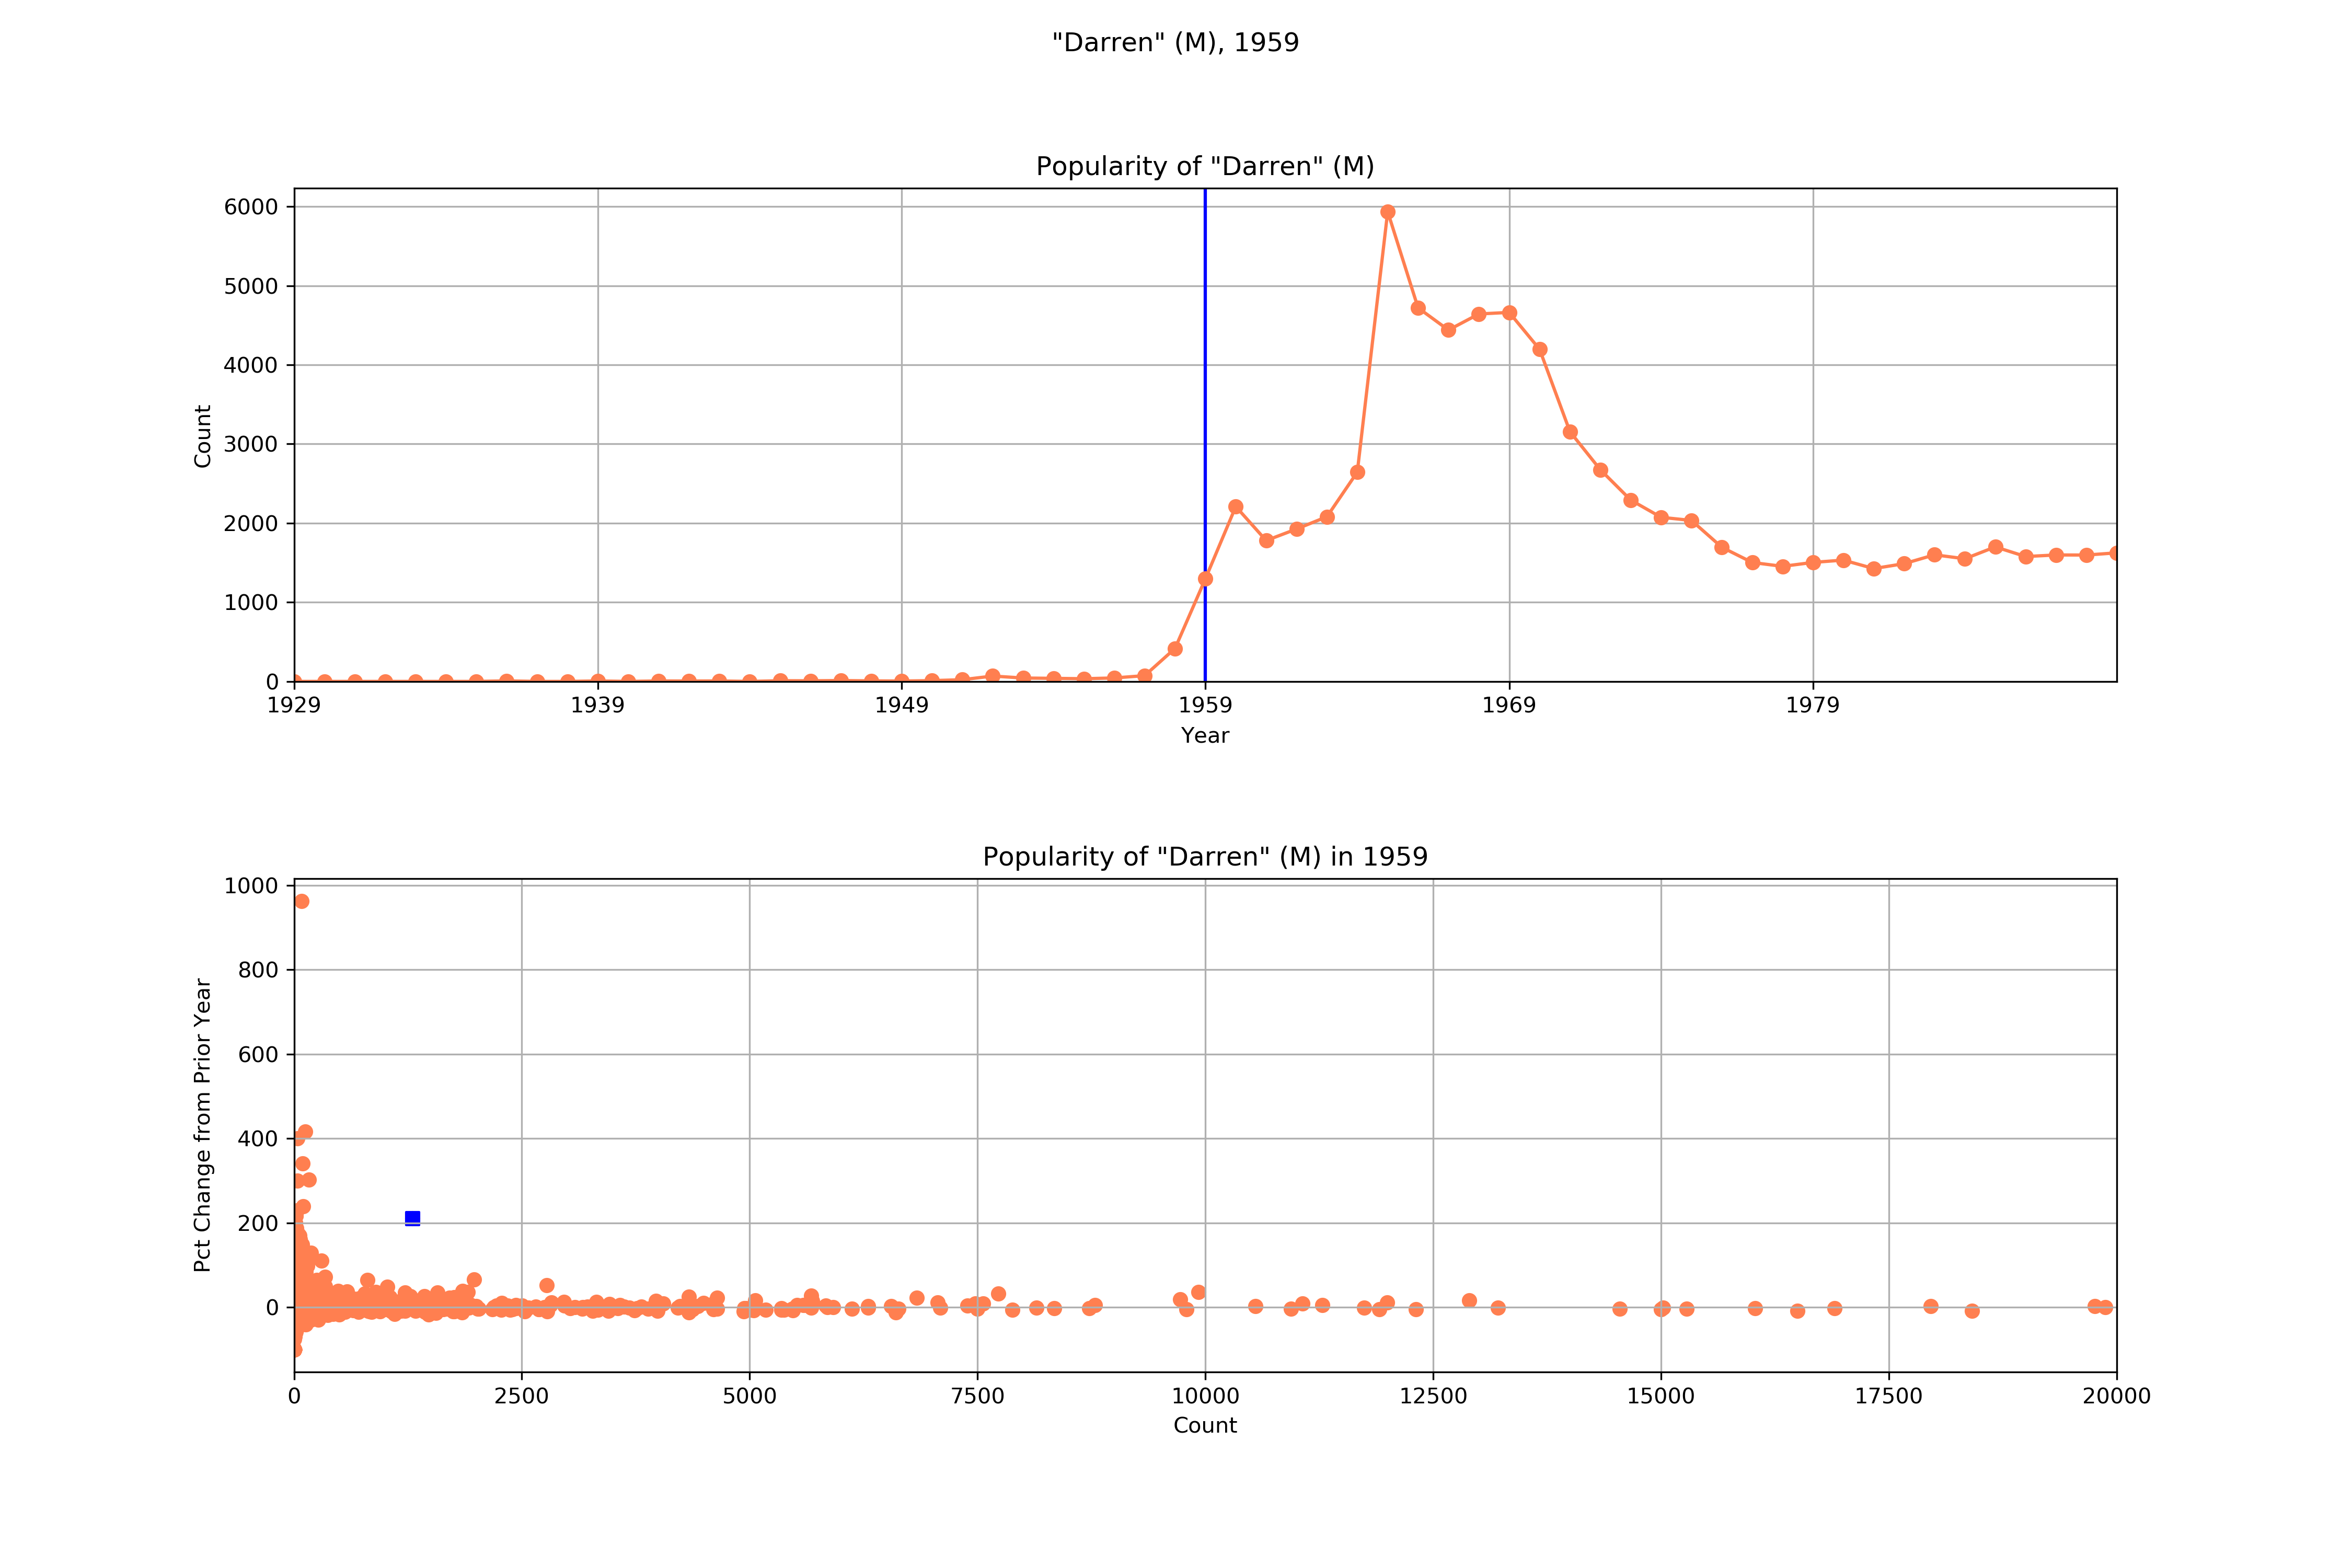 "Darren" (M), 1959
Popularity of "Darren" (M)
6000
5000
4000
3000
2000
1000
0
Count
1929 1939 1949 1959 1969 1979
Year
Popularity of "Darren" (M) in 1959
1000
800
600
400
200
0
Pct Change from Prior Year
0 2500 5000 7500 10000 12500 15000 17500 20000
Count